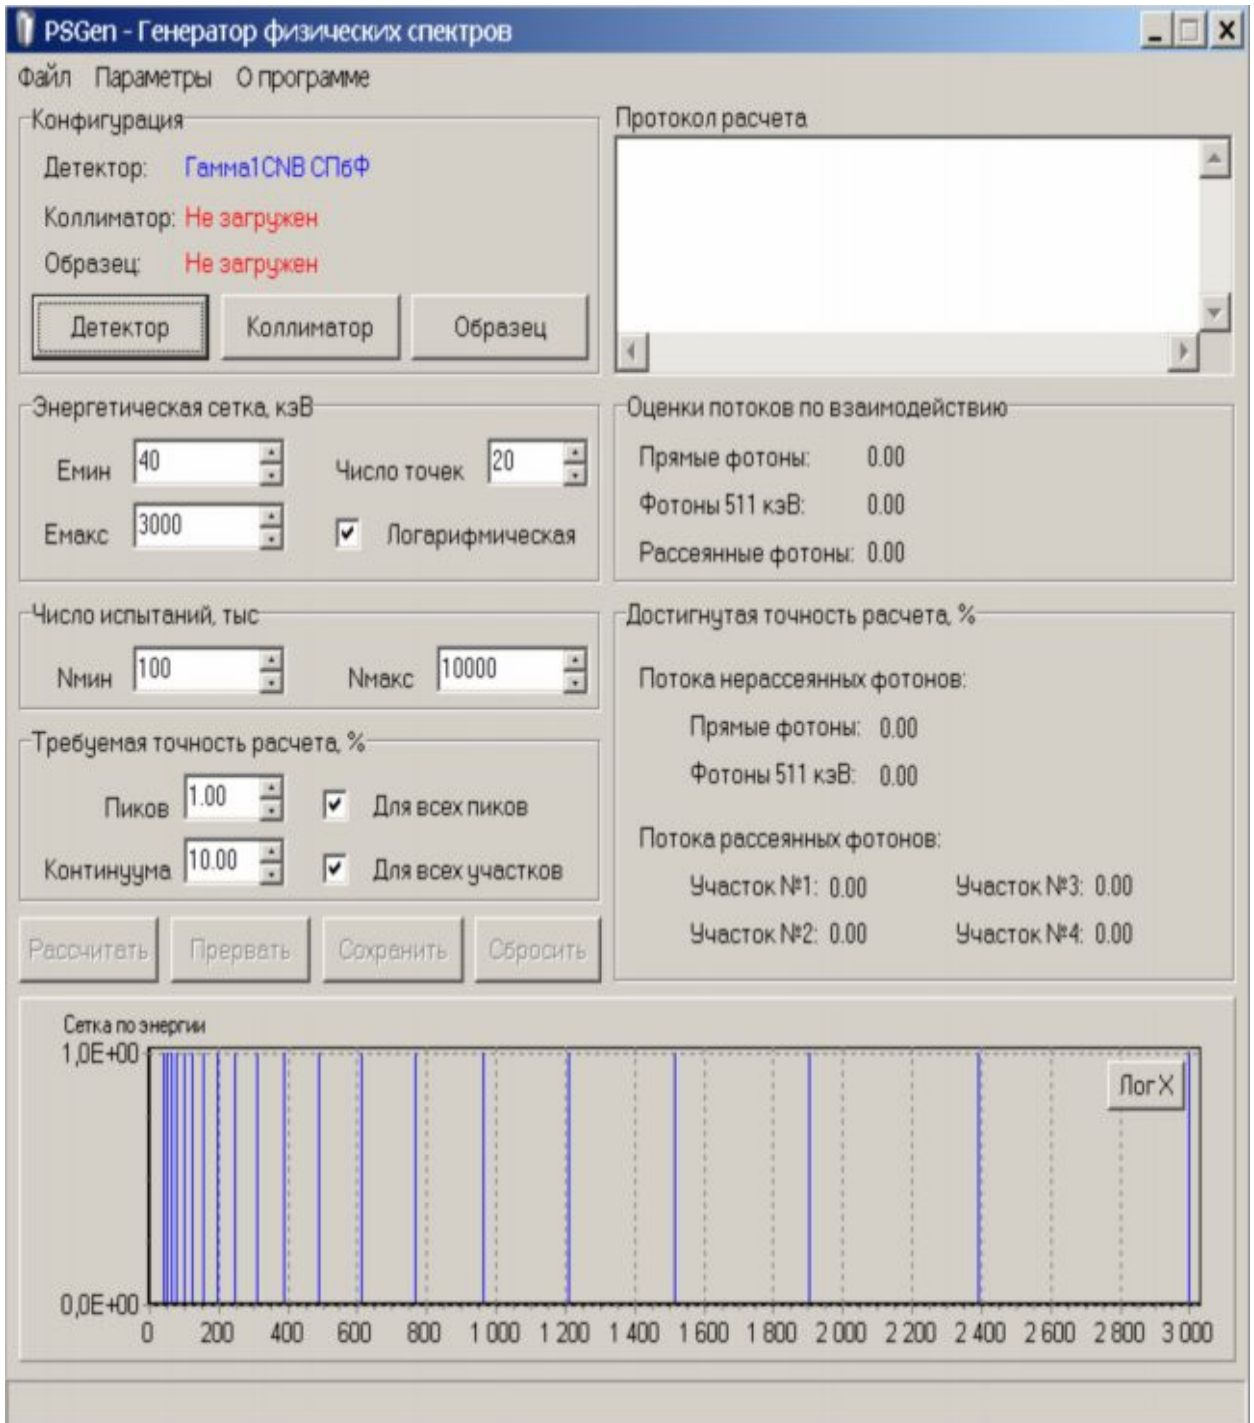 PSGen - Генератор физических спектров
Файл Параметры О программе
Конфигурация
Детектор: Гамма1CNB СПбФ
Коллиматор: Не загружен
Образец: Не загружен
Детектор Коллиматор Образец
Протокол расчета
Энергетическая сетка, кэВ
Eмин 40 Число точек 20
Eмакс 3000 Логарифмическая
Оценки потоков по взаимодействию
Прямые фотоны: 0.00
Фотоны 511 кэВ: 0.00
Рассеянные фотоны: 0.00
Число испытаний, тыс
Nмин 100 Nмакс 10000
Требуемая точность расчета, %
Пиков 1.00 Для всех пиков
Континуума 10.00 Для всех участков
Рассчитать Прервать Сохранить Сбросить
Достигнутая точность расчета, %
Потока нерассеянных фотонов:
Прямые фотоны: 0.00
Фотоны 511 кэВ: 0.00
Потока рассеянных фотонов:
Участок №1: 0.00 Участок №3: 0.00
Участок №2: 0.00 Участок №4: 0.00
Сетка по энергии
1,0E+00
Лог X
0,0E+00
0 200 400 600 800 1 000 1 200 1 400 1 600 1 800 2 000 2 200 2 400 2 600 2 800 3 000